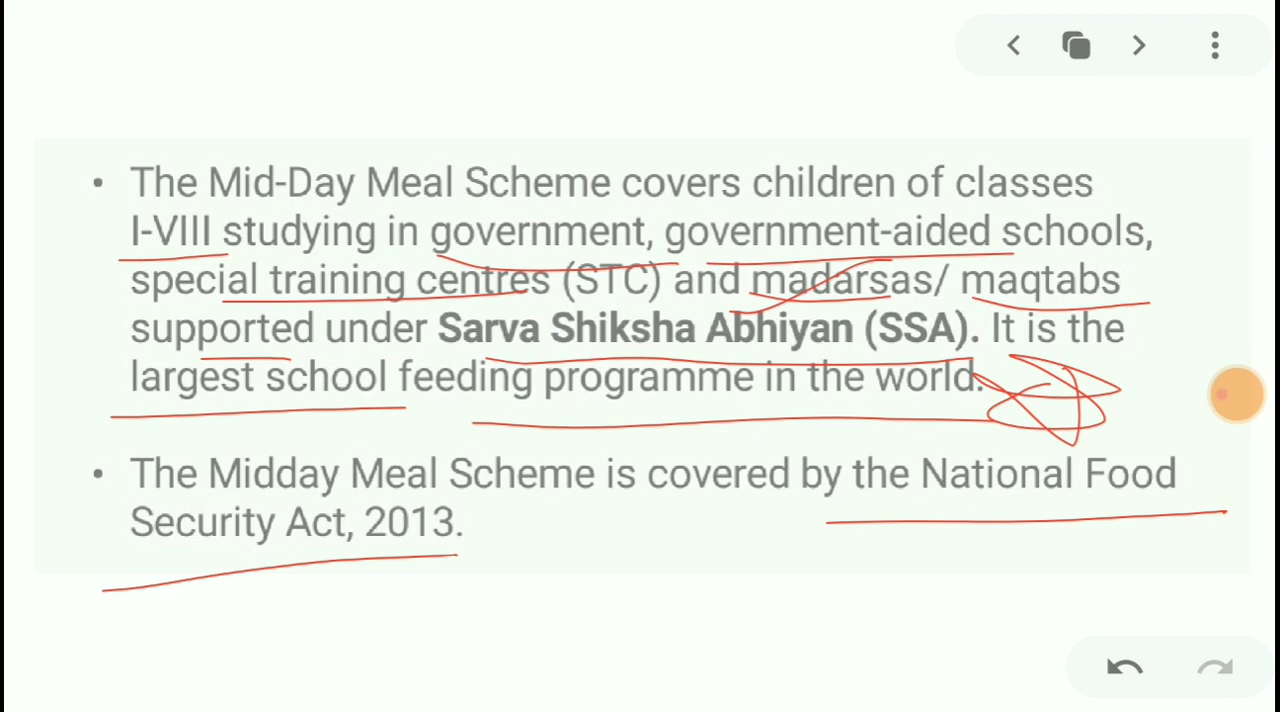 • The Mid-Day Meal Scheme covers children of classes
I-VIII studying in government, government-aided schools,
special training centres (STC) and madarsas/ maqtabs
supported under Sarva Shiksha Abhiyan (SSA). It is the
largest school feeding programme in the world.
• The Midday Meal Scheme is covered by the National Food
Security Act, 2013.